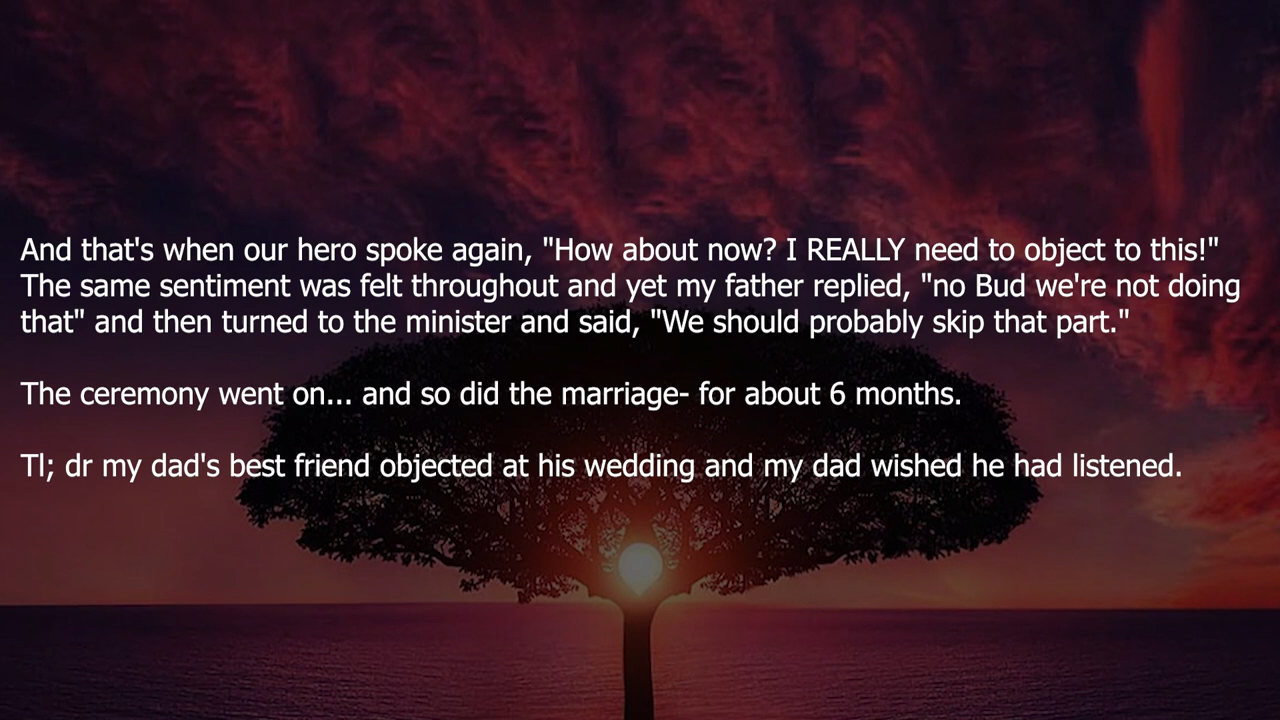 And that's when our hero spoke again, "How about now? I REALLY need to object to this!"
The same sentiment was felt throughout and yet my father replied, "no Bud we're not doing
that" and then turned to the minister and said, "We should probably skip that part."
The ceremony went on... and so did the marriage- for about 6 months.
Tl; dr my dad's best friend objected at his wedding and my dad wished he had listened.